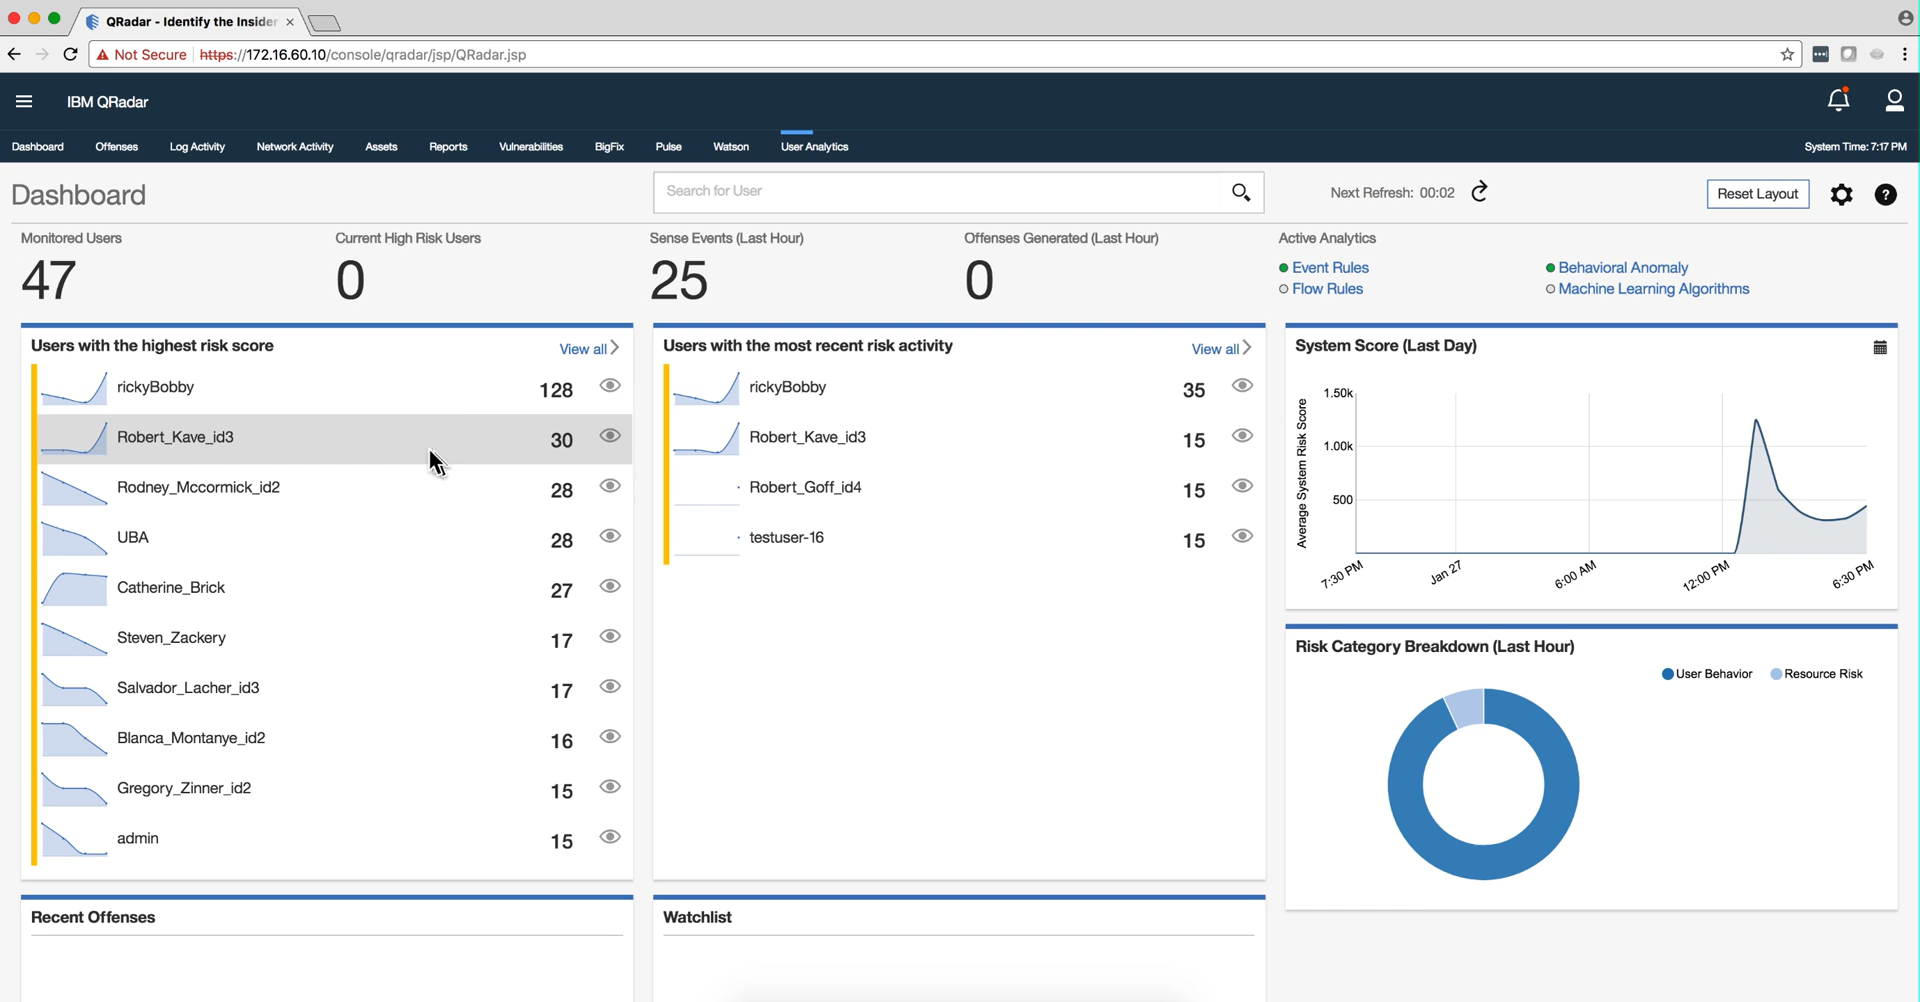 QRadar - Identify the Insider
Not Secure https://172.16.60.10/console/qradar/jsp/QRadar.jsp
IBM QRadar
Dashboard Offenses Log Activity Network Activity Assets Reports Vulnerabilities BigFix Pulse Watson User Analytics System Time: 7:17 PM
Dashboard
Search for User
Next Refresh: 00:02
Reset Layout
?
Monitored Users
47
Current High Risk Users
0
Sense Events (Last Hour)
25
Offenses Generated (Last Hour)
0
Active Analytics
Event Rules
Behavioral Anomaly
Flow Rules
Machine Learning Algorithms
Users with the highest risk score
View all
rickyBobby 128
Robert_Kave_id3 30
Rodney_Mccormick_id2 28
UBA 28
Catherine_Brick 27
Steven_Zackery 17
Salvador_Lacher_id3 17
Blanca_Montanye_id2 16
Gregory_Zinner_id2 15
admin 15
Users with the most recent risk activity
View all
rickyBobby 35
Robert_Kave_id3 15
Robert_Goff_id4 15
testuser-16 15
System Score (Last Day)
Average System Risk Score
1.50k
1.00k
500
7:30 PM
Jan 27
6:00 AM
12:00 PM
6:30 PM
Risk Category Breakdown (Last Hour)
User Behavior
Resource Risk
Recent Offenses
Watchlist